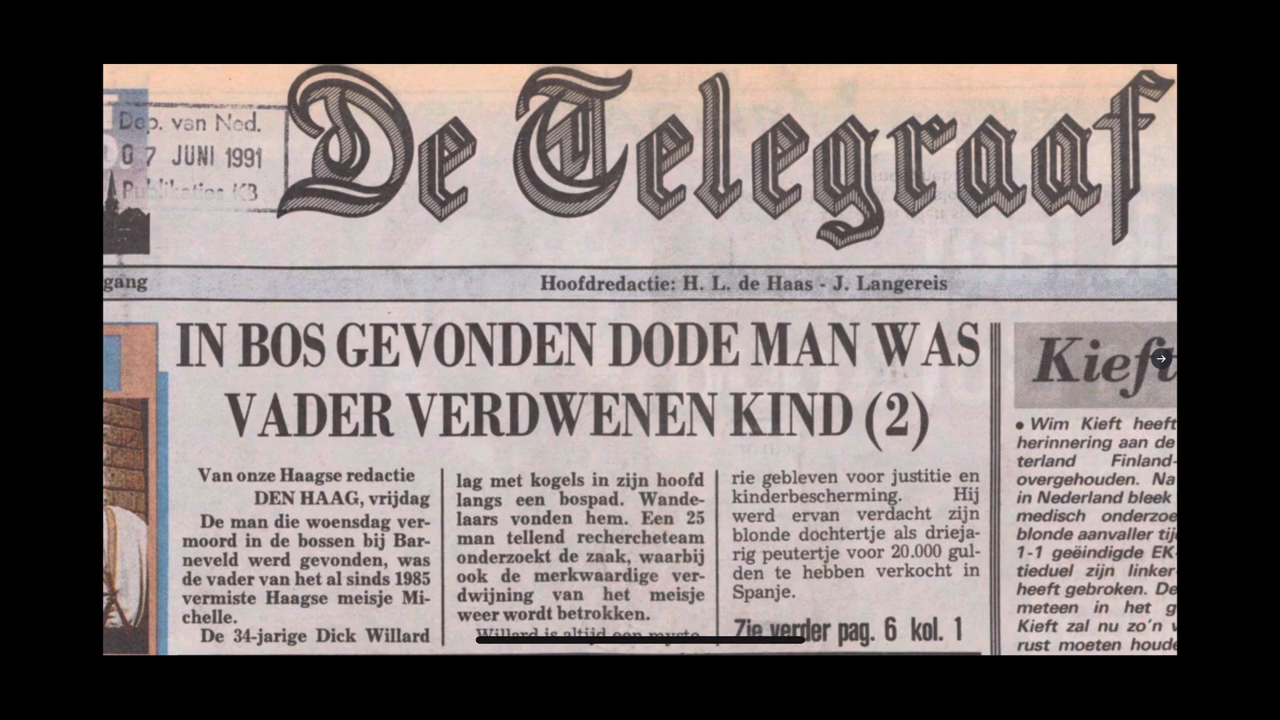 Dep. van Ned.
0 7 JUNI 1991
Publikaties KB
De Telegraaf
gang
Hoofdredactie: H. L. de Haas - J. Langereis
IN BOS GEVONDEN DODE MAN WAS
VADER VERDWENEN KIND (2)
Van onze Haagse redactie
DEN HAAG, vrijdag
De man die woensdag ver-
moord in de bossen bij Bar-
neveld werd gevonden, was
de vader van het al sinds 1985
vermiste Haagse meisje Mi-
chelle.
De 34-jarige Dick Willard
lag met kogels in zijn hoofd
langs een bospad. Wande-
laars vonden hem. Een 25
man tellend rechercheteam
onderzoekt de zaak, waarbij
ook de merkwaardige ver-
dwijning van het meisje
weer wordt betrokken.
Willard is altijd een myste-
rie gebleven voor justitie en
kinderbescherming. Hij
werd ervan verdacht zijn
blonde dochtertje als drieja-
rig peutertje voor 20.000 gul-
den te hebben verkocht in
Spanje.
Zie verder pag. 6 kol. 1
Kieft
• Wim Kieft heeft
herinnering aan de
terland Finland-
overgehouden. Na
in Nederland bleek
medisch onderzoe
blonde aanvaller tij
1-1 geëindigde EK-
tieduel zijn linker-
heeft gebroken. De
meteen in het g
Kieft zal nu zo'n v
rust moeten houde